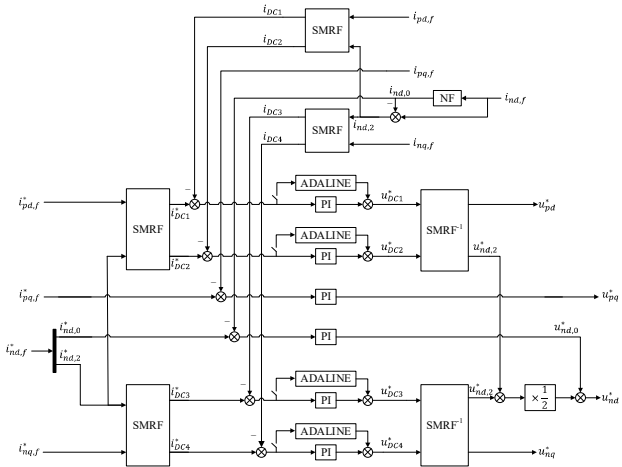 i_{DC1}
SMRF
i_{pd,f}
i_{DC2}
i_{pq,f}
i_{nd,0}
NF
i_{nd,f}
−
i_{DC3}
SMRF
i_{nd,2}
i_{DC4}
i_{nq,f}
−
ADALINE
i^*_{pd,f}
SMRF
i^*_{DC1}
PI
u^*_{DC1}
SMRF^{-1}
u^*_{pd}
−
ADALINE
i^*_{DC2}
PI
u^*_{DC2}
u^*_{nd,2}
−
i^*_{pq,f}
PI
u^*_{pq}
−
i^*_{nd,0}
PI
u^*_{nd,0}
i^*_{nd,f}
i^*_{nd,2}
−
ADALINE
SMRF
i^*_{DC3}
PI
u^*_{DC3}
SMRF^{-1}
u^*_{nd,2}
× 1/2
u^*_{nd}
−
ADALINE
i^*_{nq,f}
i^*_{DC4}
PI
u^*_{DC4}
u^*_{nq}